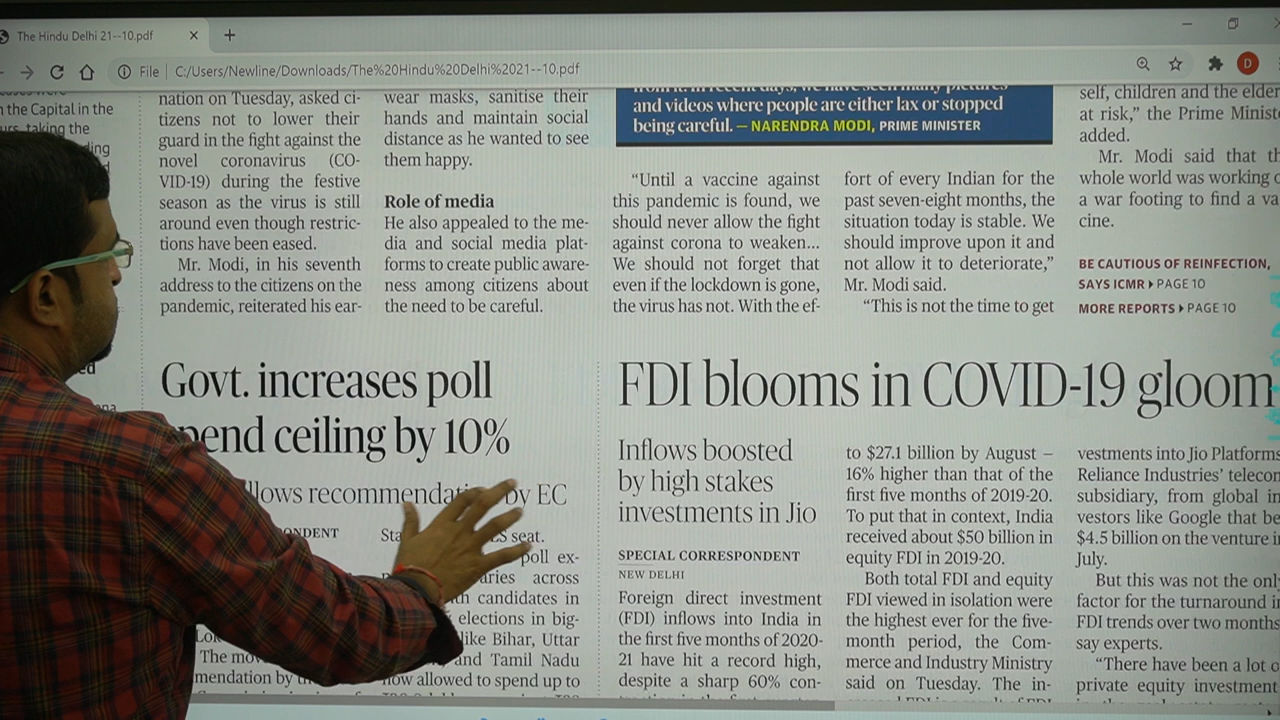 The Hindu Delhi 21--10.pdf
File
C:/Users/Newline/Downloads/The%20Hindu%20Delhi%2021--10.pdf
D
the Capital in the
taking the
nation on Tuesday, asked ci-
tizens not to lower their
guard in the fight against the
novel coronavirus (CO-
VID-19) during the festive
season as the virus is still
around even though restric-
tions have been eased.
Mr. Modi, in his seventh
address to the citizens on the
pandemic, reiterated his ear-
wear masks, sanitise their
hands and maintain social
distance as he wanted to see
them happy.
Role of media
He also appealed to the me-
dia and social media plat-
forms to create public aware-
ness among citizens about
the need to be careful.
from it. In recent days, we have seen many pictures
and videos where people are either lax or stopped
being careful. – NARENDRA MODI, PRIME MINISTER
“Until a vaccine against
this pandemic is found, we
should never allow the fight
against corona to weaken...
We should not forget that
even if the lockdown is gone,
the virus has not. With the ef-
fort of every Indian for the
past seven-eight months, the
situation today is stable. We
should improve upon it and
not allow it to deteriorate,”
Mr. Modi said.
“This is not the time to get
self, children and the elder
at risk,” the Prime Minist
added.
Mr. Modi said that th
whole world was working o
a war footing to find a va
cine.
BE CAUTIOUS OF REINFECTION,
SAYS ICMR PAGE 10
MORE REPORTS PAGE 10
Govt. increases poll
pend ceiling by 10%
llows recommendati by EC
NDENT
The mov
mendation by
Sta S seat.
poll ex-
aries across
h candidates in
elections in big-
like Bihar, Uttar
and Tamil Nadu
now allowed to spend up to
FDI blooms in COVID-19 gloom
Inflows boosted
by high stakes
investments in Jio
SPECIAL CORRESPONDENT
NEW DELHI
Foreign direct investment
(FDI) inflows into India in
the first five months of 2020-
21 have hit a record high,
despite a sharp 60% con-
to $27.1 billion by August –
16% higher than that of the
first five months of 2019-20.
To put that in context, India
received about $50 billion in
equity FDI in 2019-20.
Both total FDI and equity
FDI viewed in isolation were
the highest ever for the five-
month period, the Com-
merce and Industry Ministry
said on Tuesday. The in-
vestments into Jio Platforms
Reliance Industries’ telecom
subsidiary, from global in
vestors like Google that be
$4.5 billion on the venture in
July.
But this was not the onl
factor for the turnaround in
FDI trends over two months
say experts.
“There have been a lot o
private equity investment